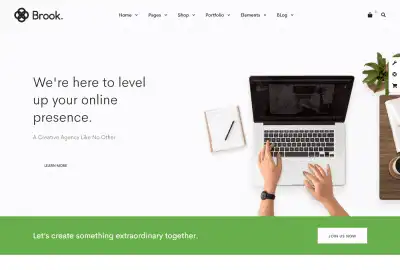 Brook.
Home Pages Shop Portfolio Elements BLog
We're here to level
up your online
presence.
A Creative Agency Like No Other
LEARN MORE
Let's create something extraordinary together.
JOIN US NOW